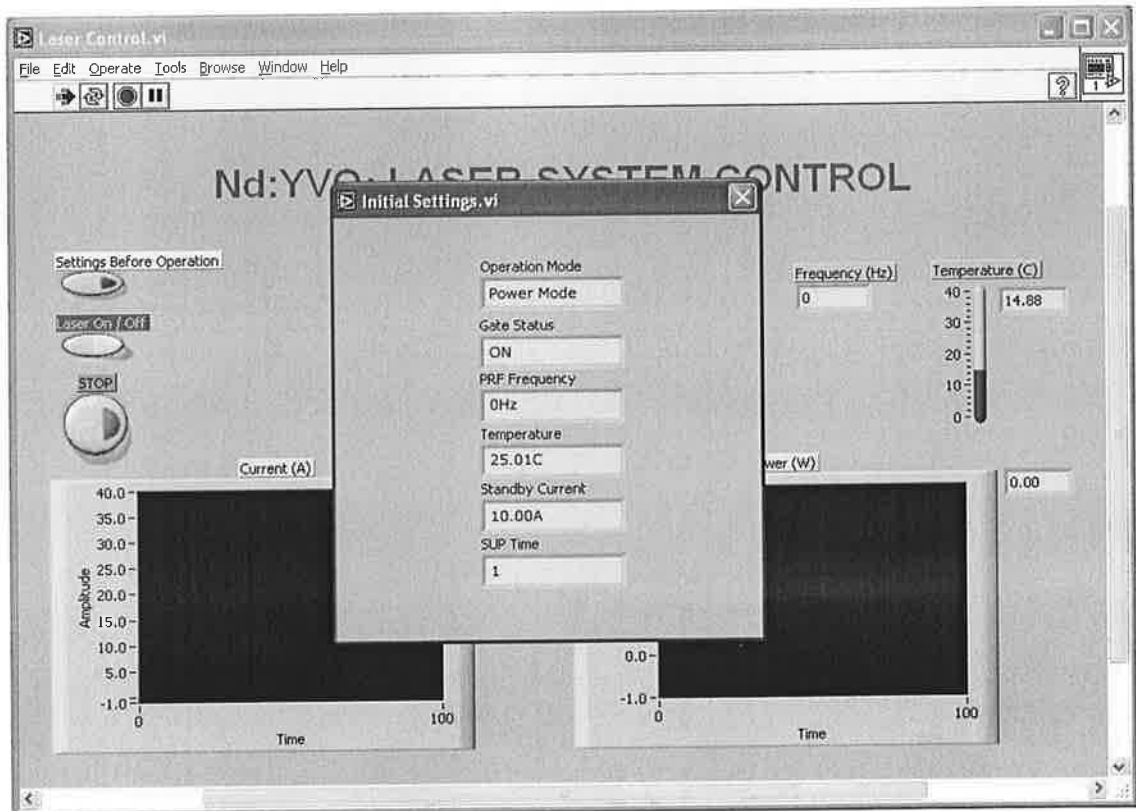 Laser Control.vi
File Edit Operate Tools Browse Window Help
1
Nd:YVO4 LASER SYSTEM CONTROL
Initial Settings.vi
Settings Before Operation
Laser On / Off
STOP
Operation Mode
Power Mode
Gate Status
ON
PRF Frequency
0Hz
Temperature
25.01C
Standby Current
10.00A
SUP Time
1
Frequency (Hz)
0
Temperature (C)
14.88
40
30
20
10
0
Current (A)
40.0
35.0
30.0
25.0
20.0
15.0
10.0
5.0
-1.0
Amplitude
0 100
Time
wer (W)
0.00
0.0
-1.0
0 100
Time